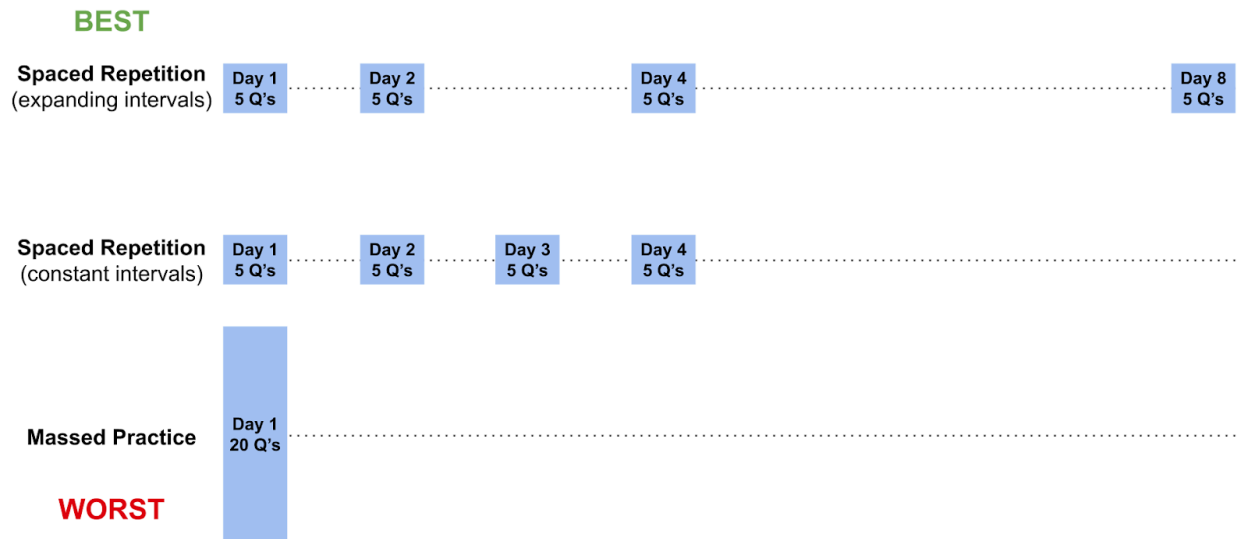 BEST
Spaced Repetition
(expanding intervals)
Day 1
5 Q's
Day 2
5 Q's
Day 4
5 Q's
Day 8
5 Q's
Spaced Repetition
(constant intervals)
Day 1
5 Q's
Day 2
5 Q's
Day 3
5 Q's
Day 4
5 Q's
Massed Practice
Day 1
20 Q's
WORST